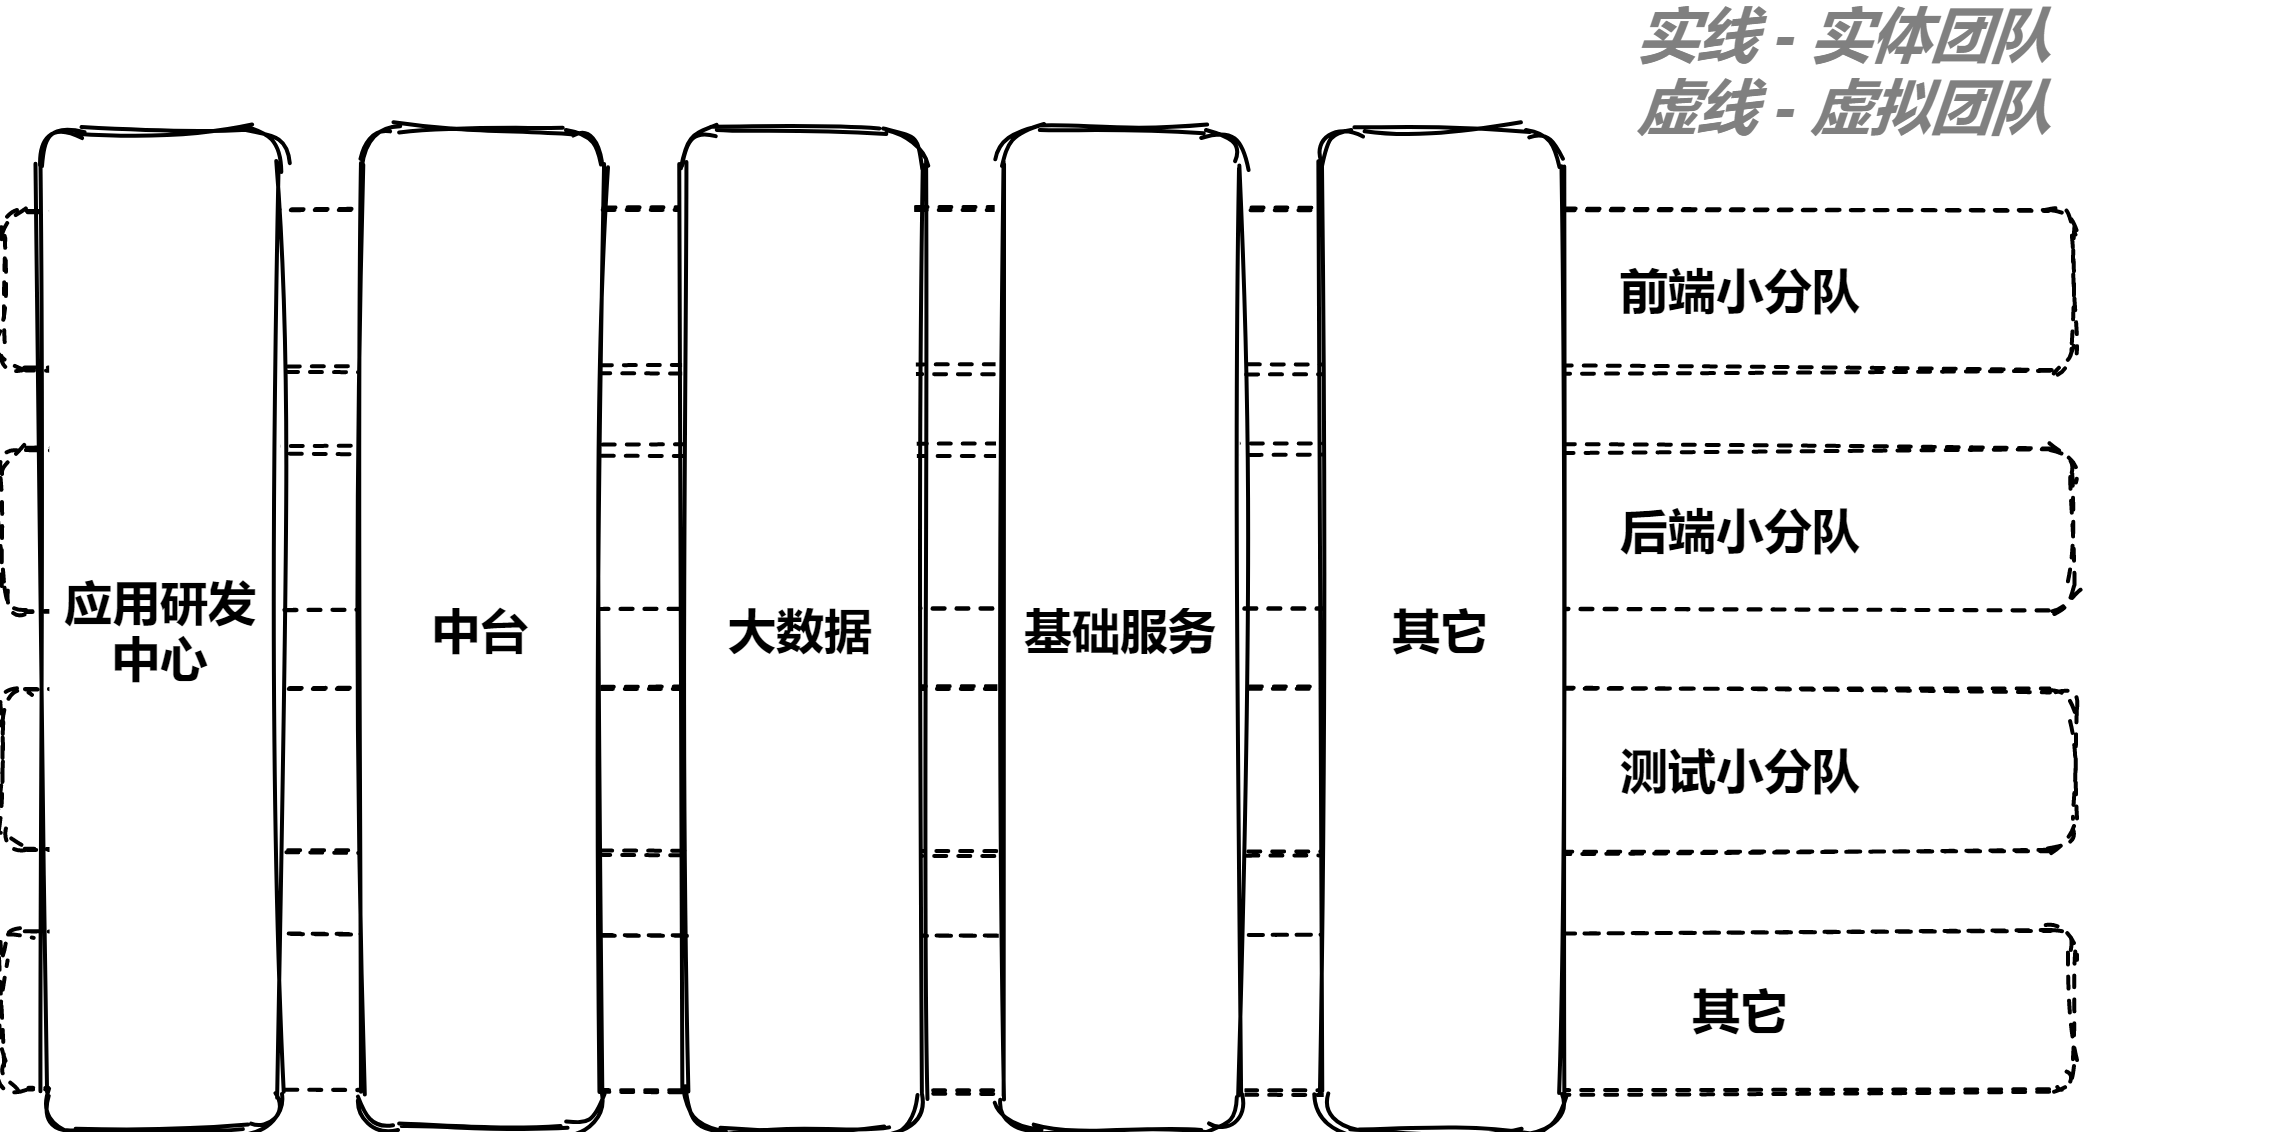 实线 - 实体团队
虚线 - 虚拟团队
前端小分队
后端小分队
应用研发
中心
中台
大数据
基础服务
其它
测试小分队
其它